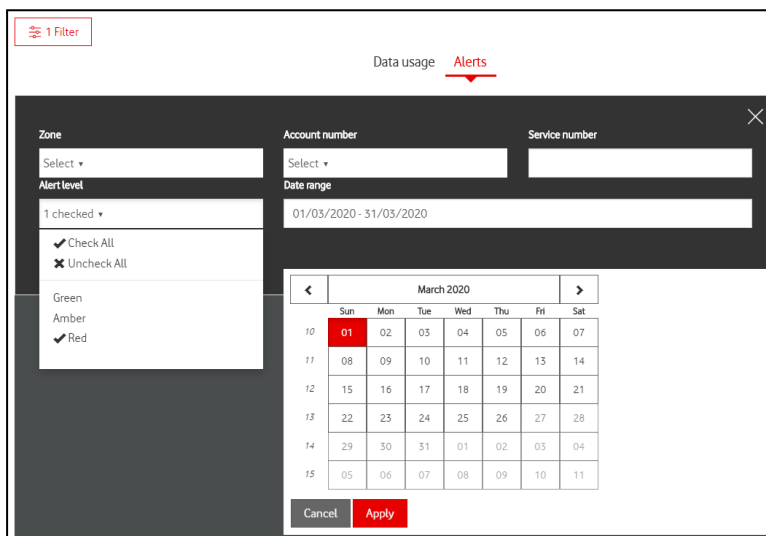 1 Filter
Data usage Alerts
Zone Account number Service number
Select Select
Alert level Date range
1 checked 01/03/2020 - 31/03/2020
Check All
Uncheck All
Green
Amber
Red
March 2020
Sun Mon Tue Wed Thu Fri Sat
10 01 02 03 04 05 06 07
11 08 09 10 11 12 13 14
12 15 16 17 18 19 20 21
13 22 23 24 25 26 27 28
14 29 30 31 01 02 03 04
15 05 06 07 08 09 10 11
Cancel Apply